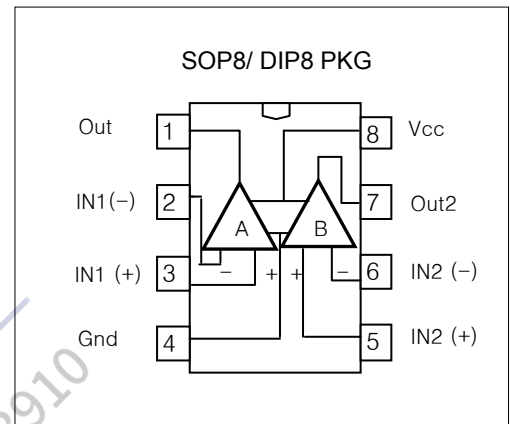 SOP8/ DIP8 PKG
Out 1 8 Vcc
IN1(−) 2 7 Out2
A B
IN1 (+) 3 − + + − 6 IN2 (−)
Gnd 4 5 IN2 (+)